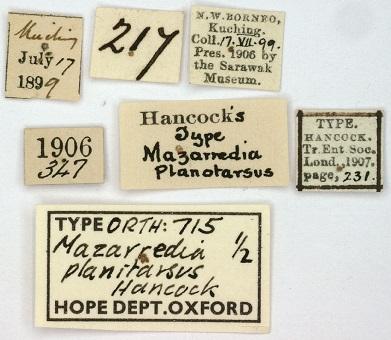 Kuching
July 17
1899
217
N.W. BORNEO,
Kuching.
Coll. 17.VII.99.
Pres. 1906 by
the Sarawak
Museum.
1906
347
Hancock's
Type
Mazarredia
Planotarsus
TYPE.
HANCOCK.
Tr. Ent. Soc.
Lond., 1907.
page, 231.
TYPE ORTH: 715
Mazarredia 1/2
planitarsus
Hancock
HOPE DEPT. OXFORD